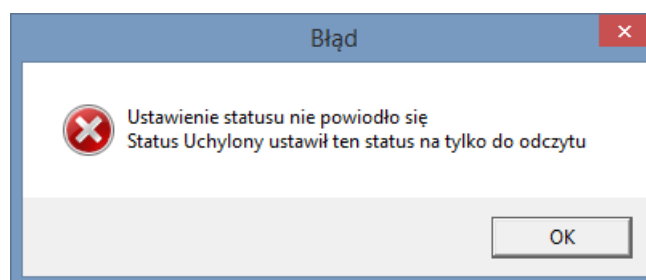 Błąd
Ustawienie statusu nie powiodło się
Status Uchylony ustawił ten status na tylko do odczytu
OK